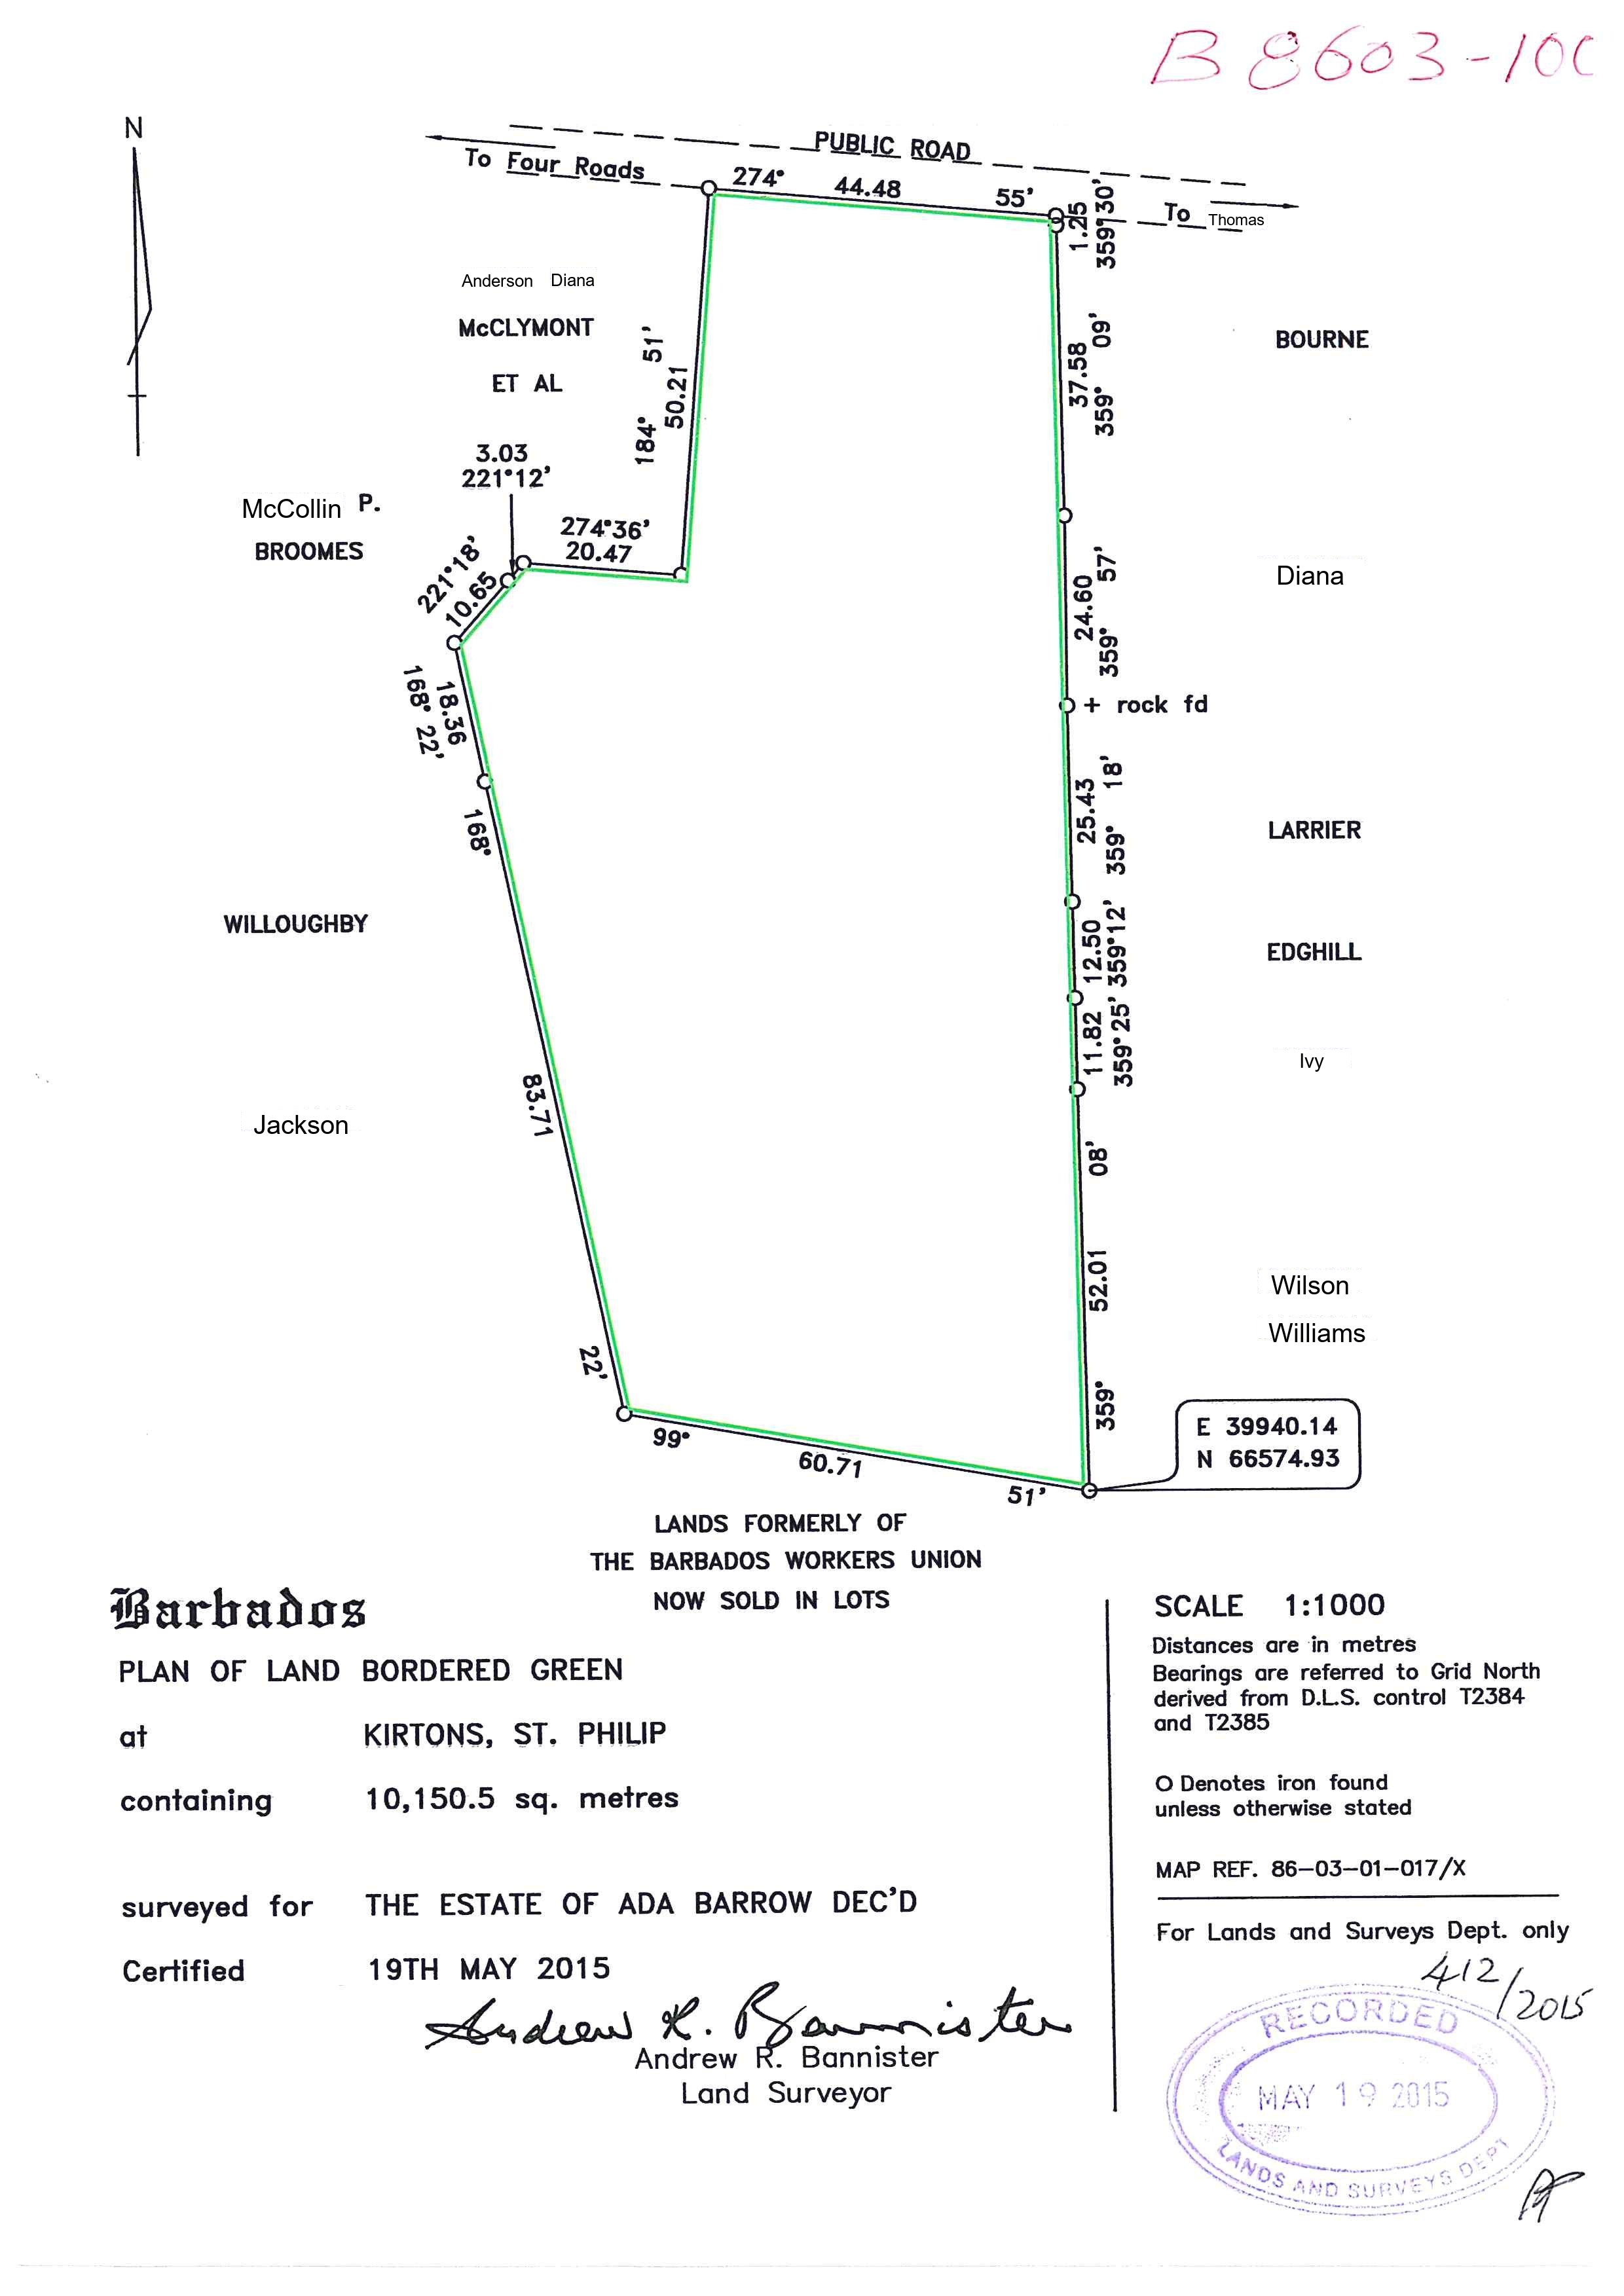 B 8603-10C
N
PUBLIC ROAD
To Four Roads
274° 44.48 55'
To Thomas
1.25
359°30'
Anderson Diana
McCLYMONT
ET AL
184° 51'
50.21
37.58
359° 09'
BOURNE
3.03
221°12'
McCollin P.
BROOMES
274°36'
20.47
221°18'
10.65
24.60
359° 57'
Diana
18.36
168° 22'
+ rock fd
25.43
359° 18'
LARRIER
168° 83.71 22'
WILLOUGHBY
12.50
359°12'
EDGHILL
11.82
359°25'
Ivy
Jackson
359° 52.01 08'
Wilson
Williams
E 39940.14
N 66574.93
99° 60.71 51'
LANDS FORMERLY OF
THE BARBADOS WORKERS UNION
NOW SOLD IN LOTS
Barbados
PLAN OF LAND BORDERED GREEN
at KIRTONS, ST. PHILIP
containing 10,150.5 sq. metres
surveyed for THE ESTATE OF ADA BARROW DEC'D
Certified 19TH MAY 2015
Andrew R. Bannister
Andrew R. Bannister
Land Surveyor
SCALE 1:1000
Distances are in metres
Bearings are referred to Grid North
derived from D.L.S. control T2384
and T2385
O Denotes iron found
unless otherwise stated
MAP REF. 86-03-01-017/X
For Lands and Surveys Dept. only
412/2015
RECORDED
MAY 19 2015
LANDS AND SURVEYS DEPT